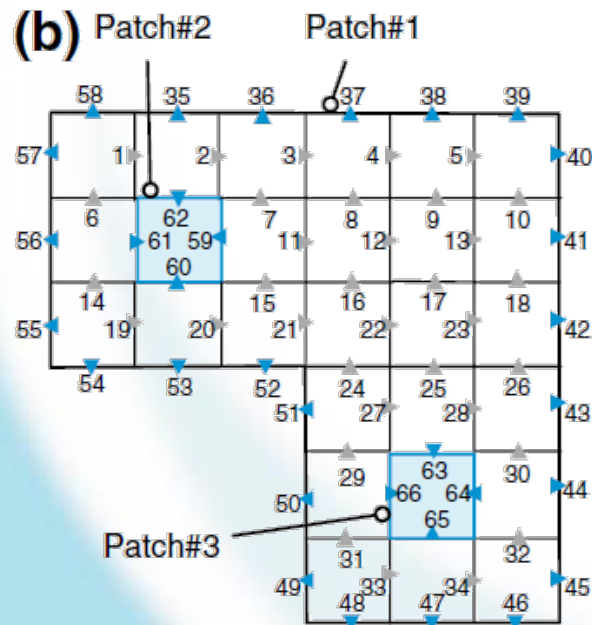 (b) Patch#2 Patch#1
58 35 36 37 38 39
57 1 2 3 4 5 40
6 62 7 8 9 10
56 61 59 11 12 13 41
60
14 15 16 17 18
55 19 20 21 22 23 42
54 53 52 24 25 26
51 27 28 43
29 63 30
50 66 64 44
65
Patch#3 31 32
49 33 34 45
48 47 46